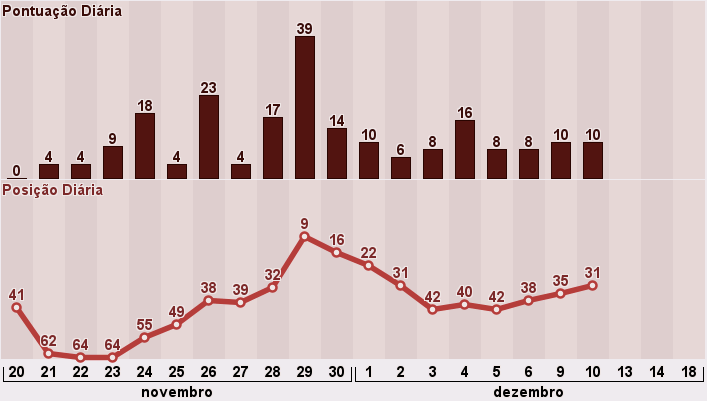 Pontuação Diária
0 4 4 9 18 4 23 4 17 39 14 10 6 8 16 8 8 10 10
Posição Diária
41 62 64 64 55 49 38 39 32 9 16 22 31 42 40 42 38 35 31
20 21 22 23 24 25 26 27 28 29 30 1 2 3 4 5 6 9 10 13 14 18
novembro dezembro